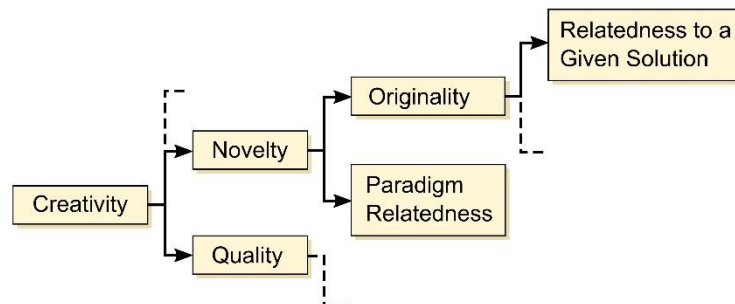 Relatedness to a
Given Solution
Originality
Novelty
Paradigm
Relatedness
Creativity
Quality